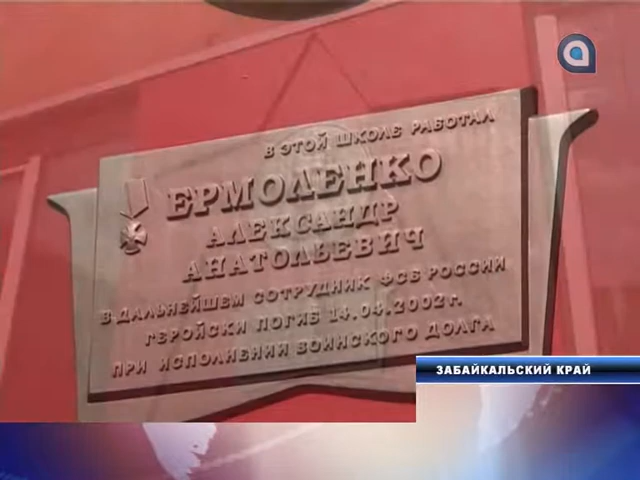 В ЭТОЙ ШКОЛЕ РАБОТАЛ
ЕРМОЛЕНКО
АЛЕКСАНДР
АНАТОЛЬЕВИЧ
В ДАЛЬНЕЙШЕМ СОТРУДНИК ФСБ РОССИИ
ГЕРОЙСКИ ПОГИБ 14.04.2002 г.
ПРИ ИСПОЛНЕНИИ ВОИНСКОГО ДОЛГА
ЗАБАЙКАЛЬСКИЙ КРАЙ